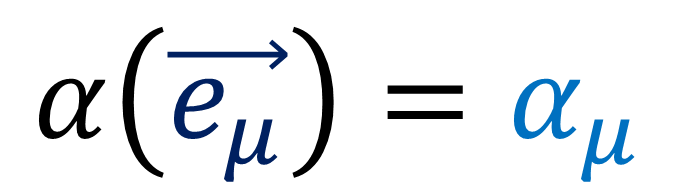 α(e⃗_μ) = α_μ